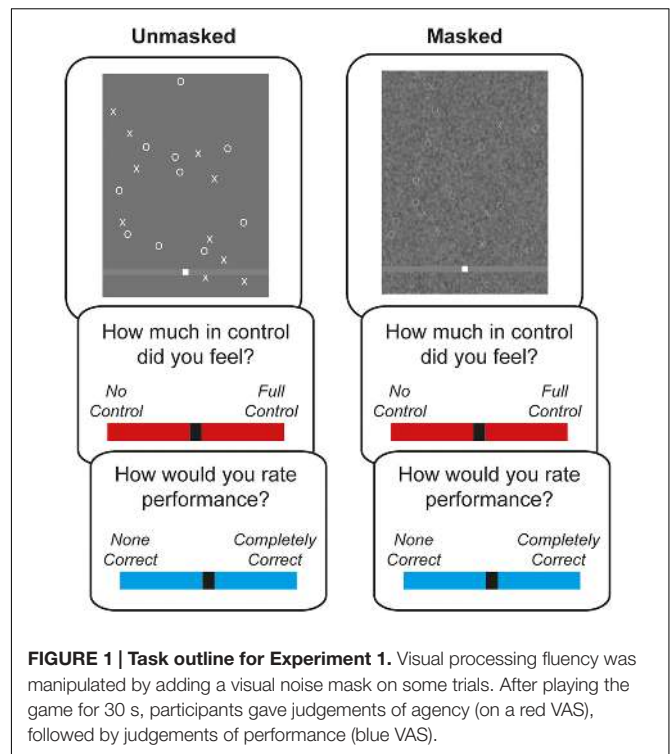 Unmasked
Masked
How much in control
did you feel?
No
Control
Full
Control
How would you rate
performance?
None
Correct
Completely
Correct
How much in control
did you feel?
No
Control
Full
Control
How would you rate
performance?
None
Correct
Completely
Correct
FIGURE 1 | Task outline for Experiment 1. Visual processing fluency was
manipulated by adding a visual noise mask on some trials. After playing the
game for 30 s, participants gave judgements of agency (on a red VAS),
followed by judgements of performance (blue VAS).